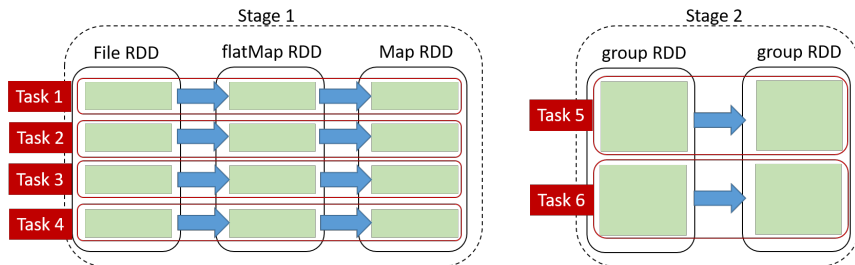 Stage 1
File RDD
flatMap RDD
Map RDD
Task 1
Task 2
Task 3
Task 4
Stage 2
group RDD
group RDD
Task 5
Task 6